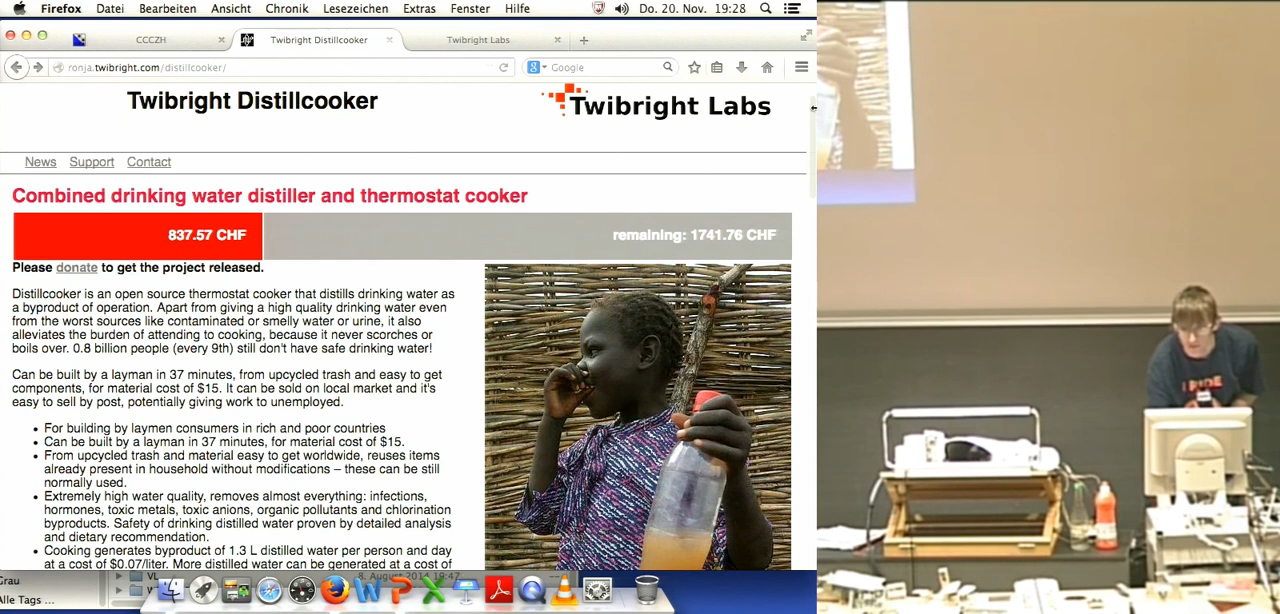 Firefox Datei Bearbeiten Ansicht Chronik Lesezeichen Extras Fenster Hilfe Do. 20. Nov. 19:28
CCCZH Twibright Distillcooker Twibright Labs
ronja.twibright.com/distillcooker/ Google
Twibright Distillcooker Twibright Labs
News Support Contact
Combined drinking water distiller and thermostat cooker
837.57 CHF remaining: 1741.76 CHF
Please donate to get the project released.
Distillcooker is an open source thermostat cooker that distills drinking water as
a byproduct of operation. Apart from giving a high quality drinking water even
from the worst sources like contaminated or smelly water or urine, it also
alleviates the burden of attending to cooking, because it never scorches or
boils over. 0.8 billion people (every 9th) still don't have safe drinking water!
Can be built by a layman in 37 minutes, from upcycled trash and easy to get
components, for material cost of $15. It can be sold on local market and it's
easy to sell by post, potentially giving work to unemployed.
For building by laymen consumers in rich and poor countries
Can be built by a layman in 37 minutes, for material cost of $15.
From upcycled trash and material easy to get worldwide, reuses items
already present in household without modifications – these can be still
normally used.
Extremely high water quality, removes almost everything: infections,
hormones, toxic metals, toxic anions, organic pollutants and chlorination
byproducts. Safety of drinking distilled water proven by detailed analysis
and dietary recommendation.
Cooking generates byproduct of 1.3 L distilled water per person and day
at a cost of $0.07/liter. More distilled water can be generated at a cost of
Grau
Alle Tags ...
8. August 2014 19:47
I RIDE